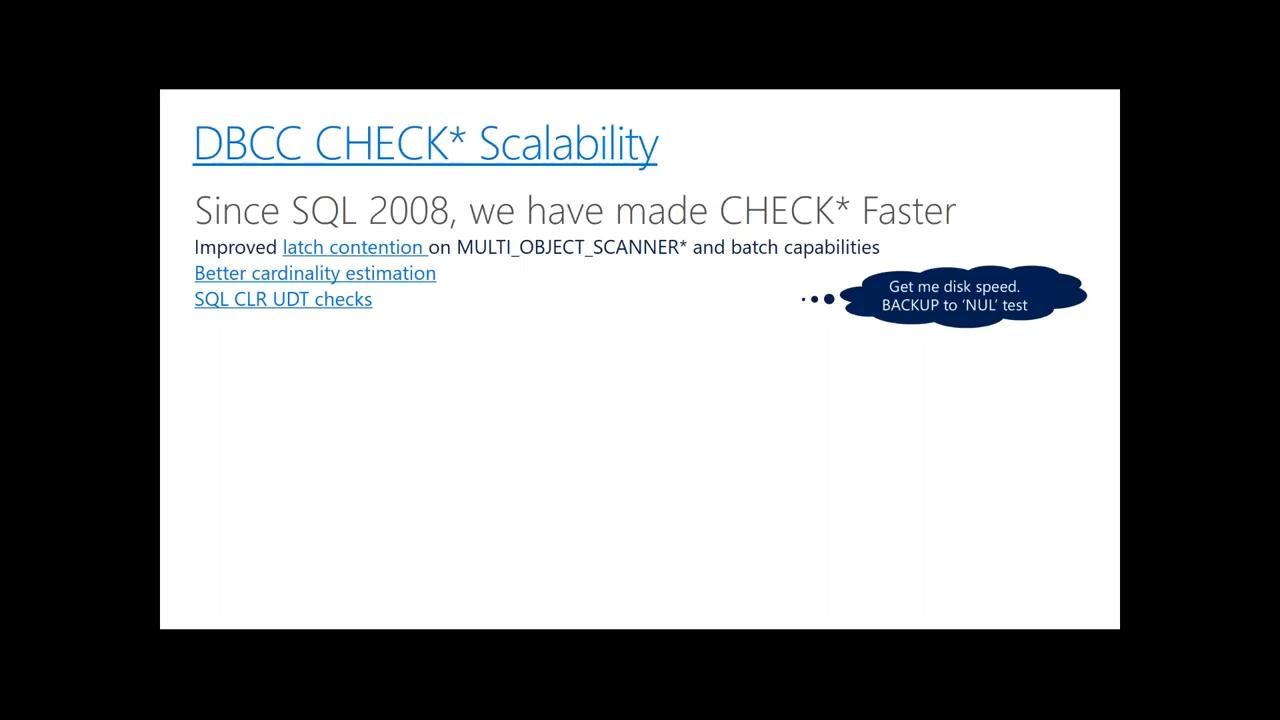 DBCC CHECK* Scalability
Since SQL 2008, we have made CHECK* Faster
Improved latch contention on MULTI_OBJECT_SCANNER* and batch capabilities
Better cardinality estimation
SQL CLR UDT checks
Get me disk speed.
BACKUP to ‘NUL’ test